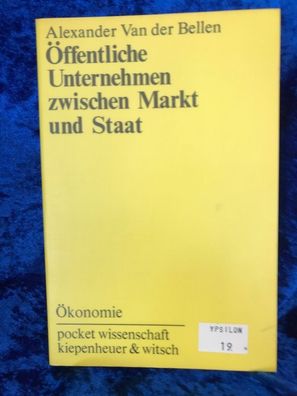 Alexander Van der Bellen
Öffentliche
Unternehmen
zwischen Markt
und Staat
Ökonomie
pocket wissenschaft
kiepenheuer & witsch
YPSILON
19